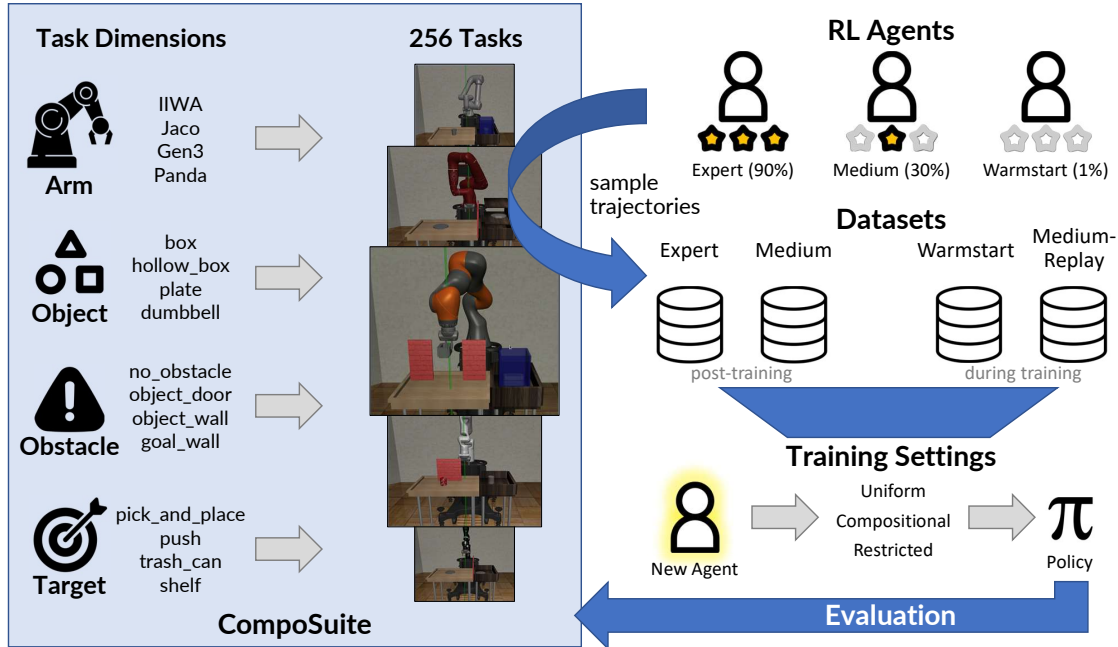 Task Dimensions
256 Tasks
IIWA
Jaco
Gen3
Panda
Arm
box
hollow_box
plate
dumbbell
Object
no_obstacle
object_door
object_wall
goal_wall
Obstacle
pick_and_place
push
trash_can
shelf
Target
CompoSuite
RL Agents
Expert (90%)
Medium (30%)
Warmstart (1%)
sample
trajectories
Datasets
Expert
Medium
Warmstart
Medium-
Replay
post-training
during training
Training Settings
New Agent
Uniform
Compositional
Restricted
π
Policy
Evaluation